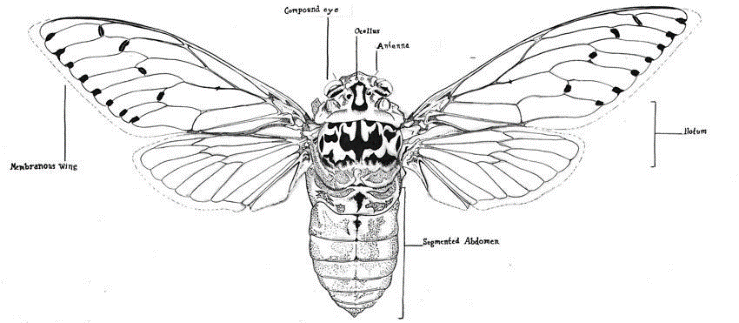 Compound eye
Ocellus
Antenna
Notum
Membranous wing
Segmented Abdomen